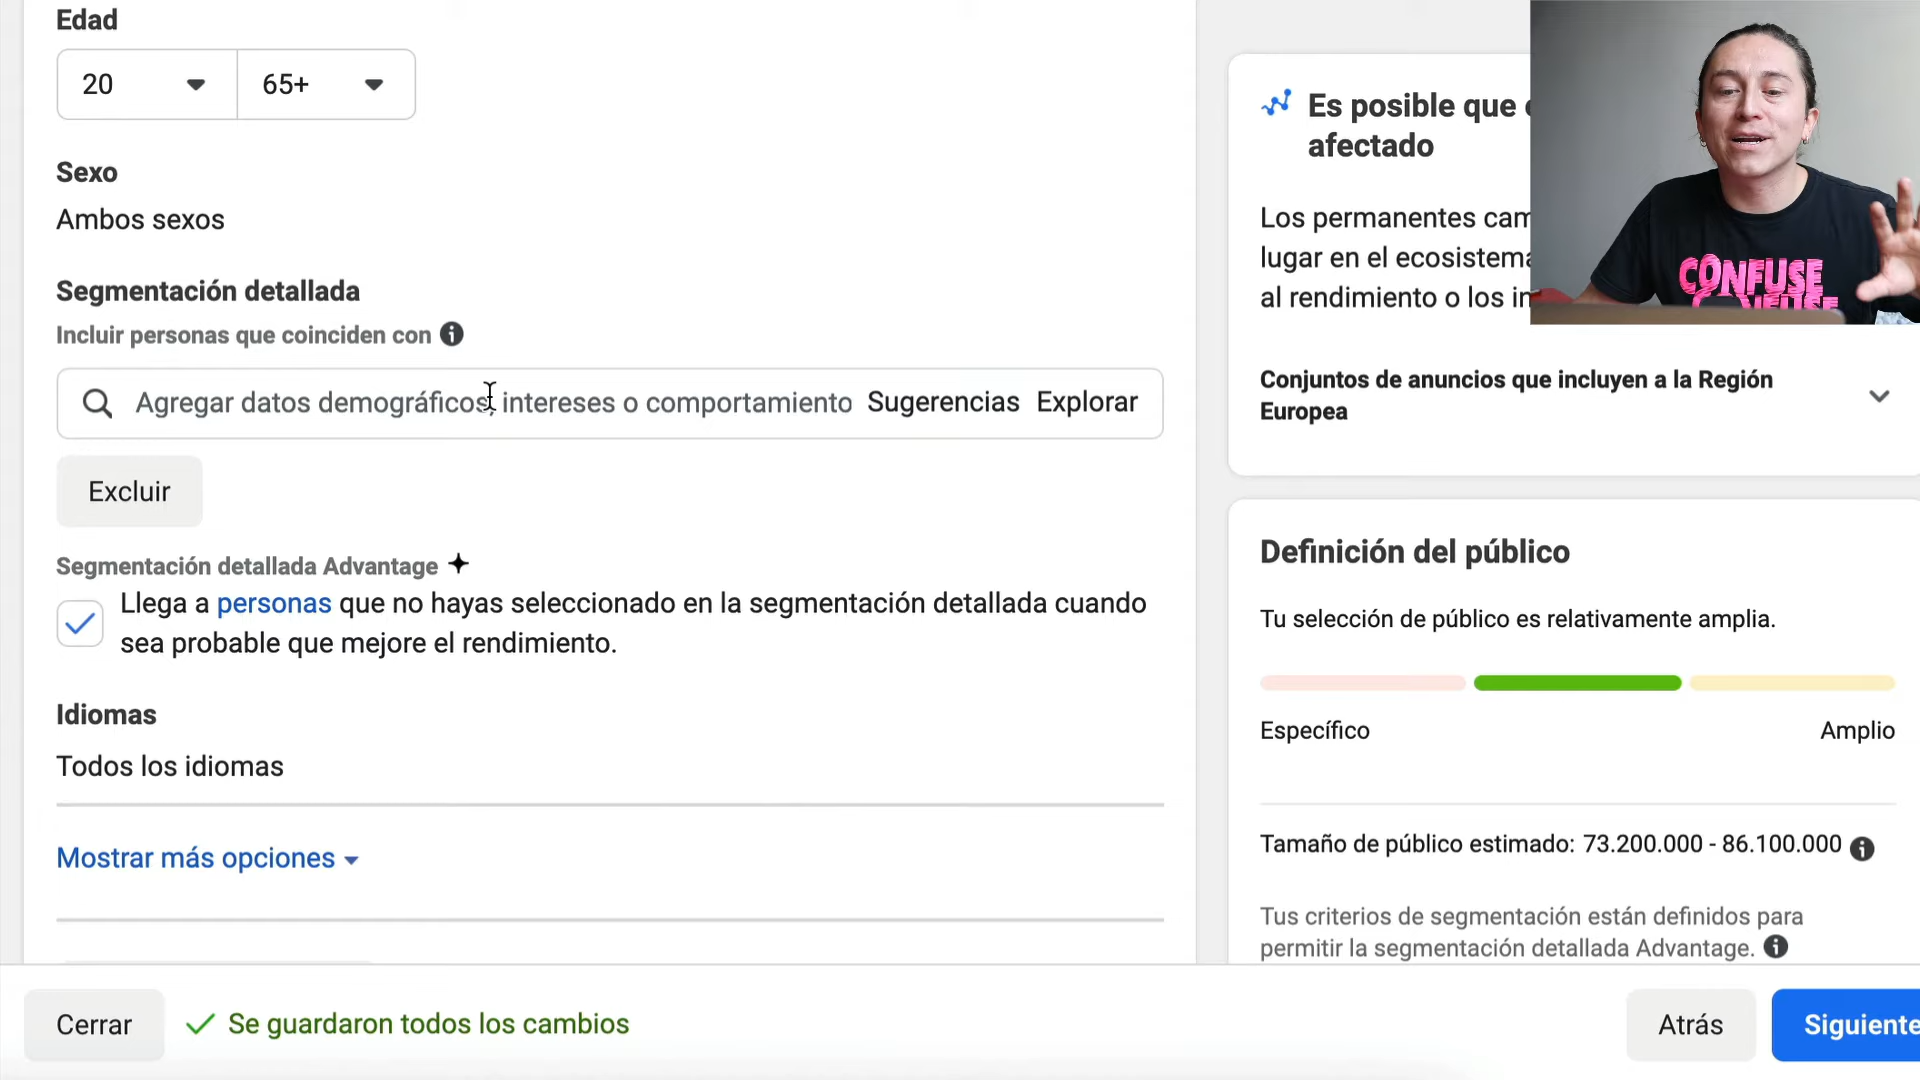 Edad
20
65+
Sexo
Ambos sexos
Segmentación detallada
Incluir personas que coinciden con
Agregar datos demográficos, intereses o comportamiento
Sugerencias
Explorar
Excluir
Segmentación detallada Advantage
Llega a personas que no hayas seleccionado en la segmentación detallada cuando
sea probable que mejore el rendimiento.
Idiomas
Todos los idiomas
Mostrar más opciones
Cerrar
Se guardaron todos los cambios
Es posible que
afectado
Los permanentes
lugar en el ecosistema
al rendimiento o los
CONFUSE
Conjuntos de anuncios que incluyen a la Región
Europea
Definición del público
Tu selección de público es relativamente amplia.
Específico
Amplio
Tamaño de público estimado: 73.200.000 - 86.100.000
Tus criterios de segmentación están definidos para
permitir la segmentación detallada Advantage.
Atrás
Siguiente